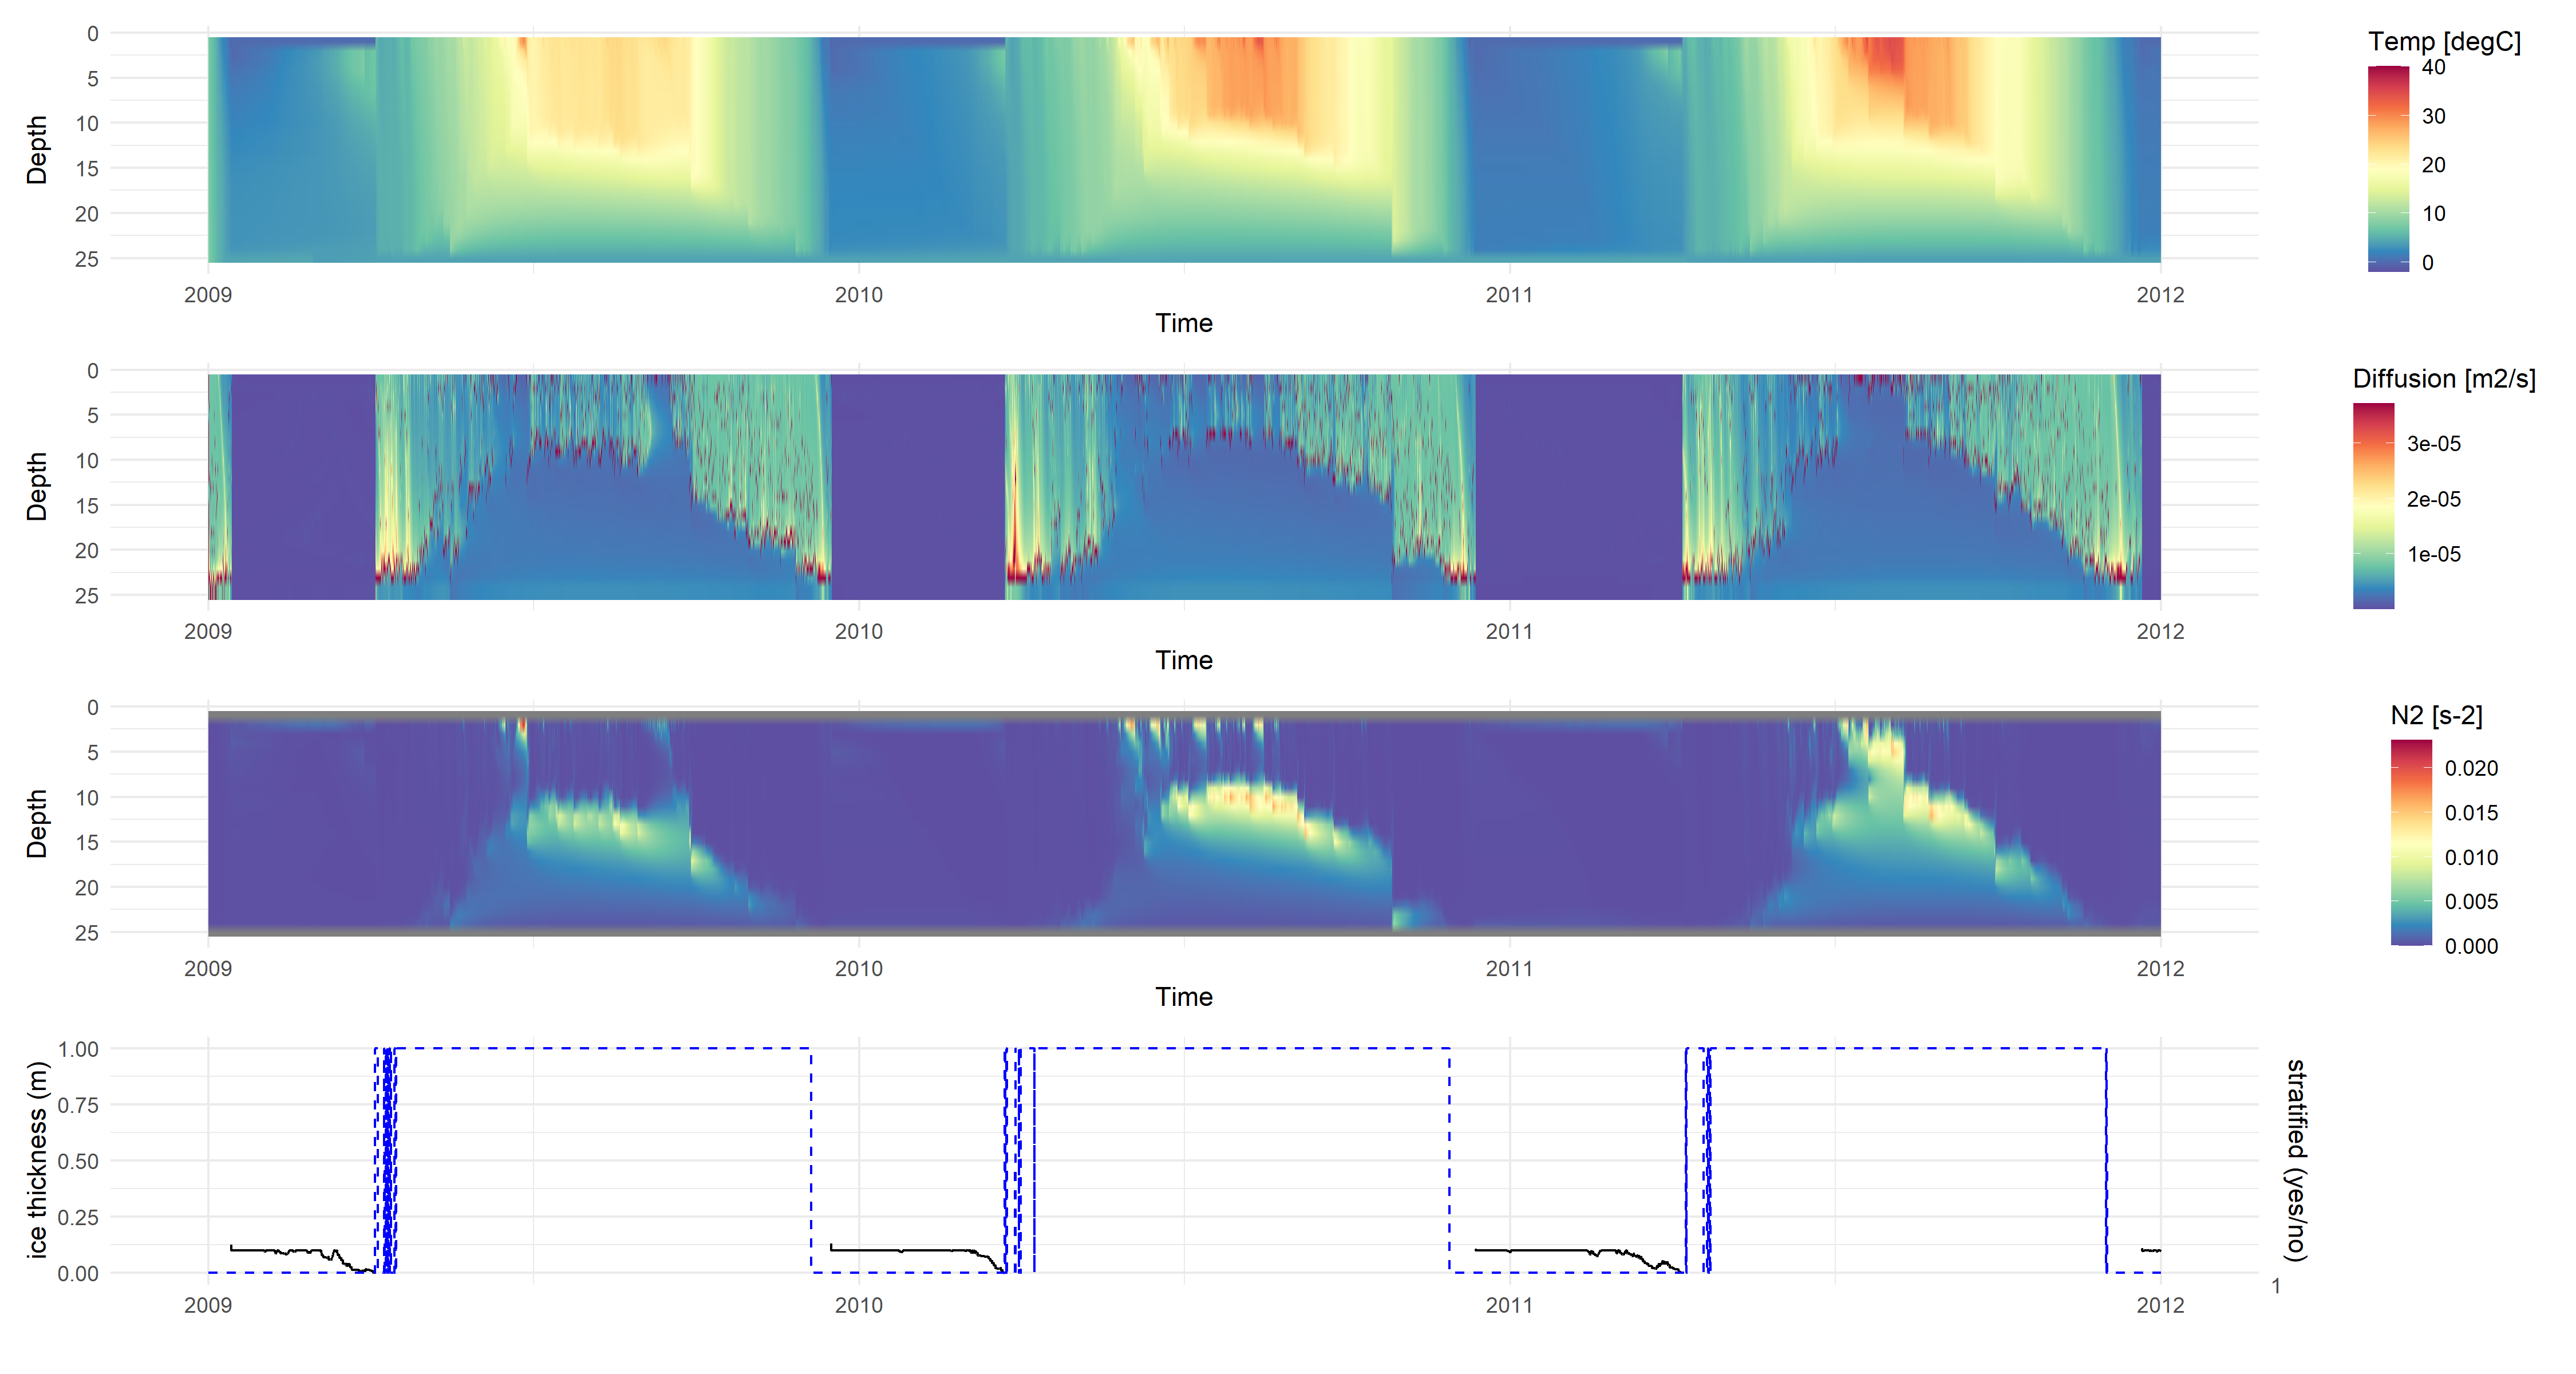 Temp [degC]
40
30
20
10
0
0
5
10
15
20
25
Depth
2009 2010 2011 2012
Time
Diffusion [m2/s]
3e-05
2e-05
1e-05
0
5
10
15
20
25
Depth
2009 2010 2011 2012
Time
N2 [s-2]
0.020
0.015
0.010
0.005
0.000
0
5
10
15
20
25
Depth
2009 2010 2011 2012
Time
1.00
0.75
0.50
0.25
0.00
ice thickness (m)
stratified (yes/no)
1
2009 2010 2011 2012